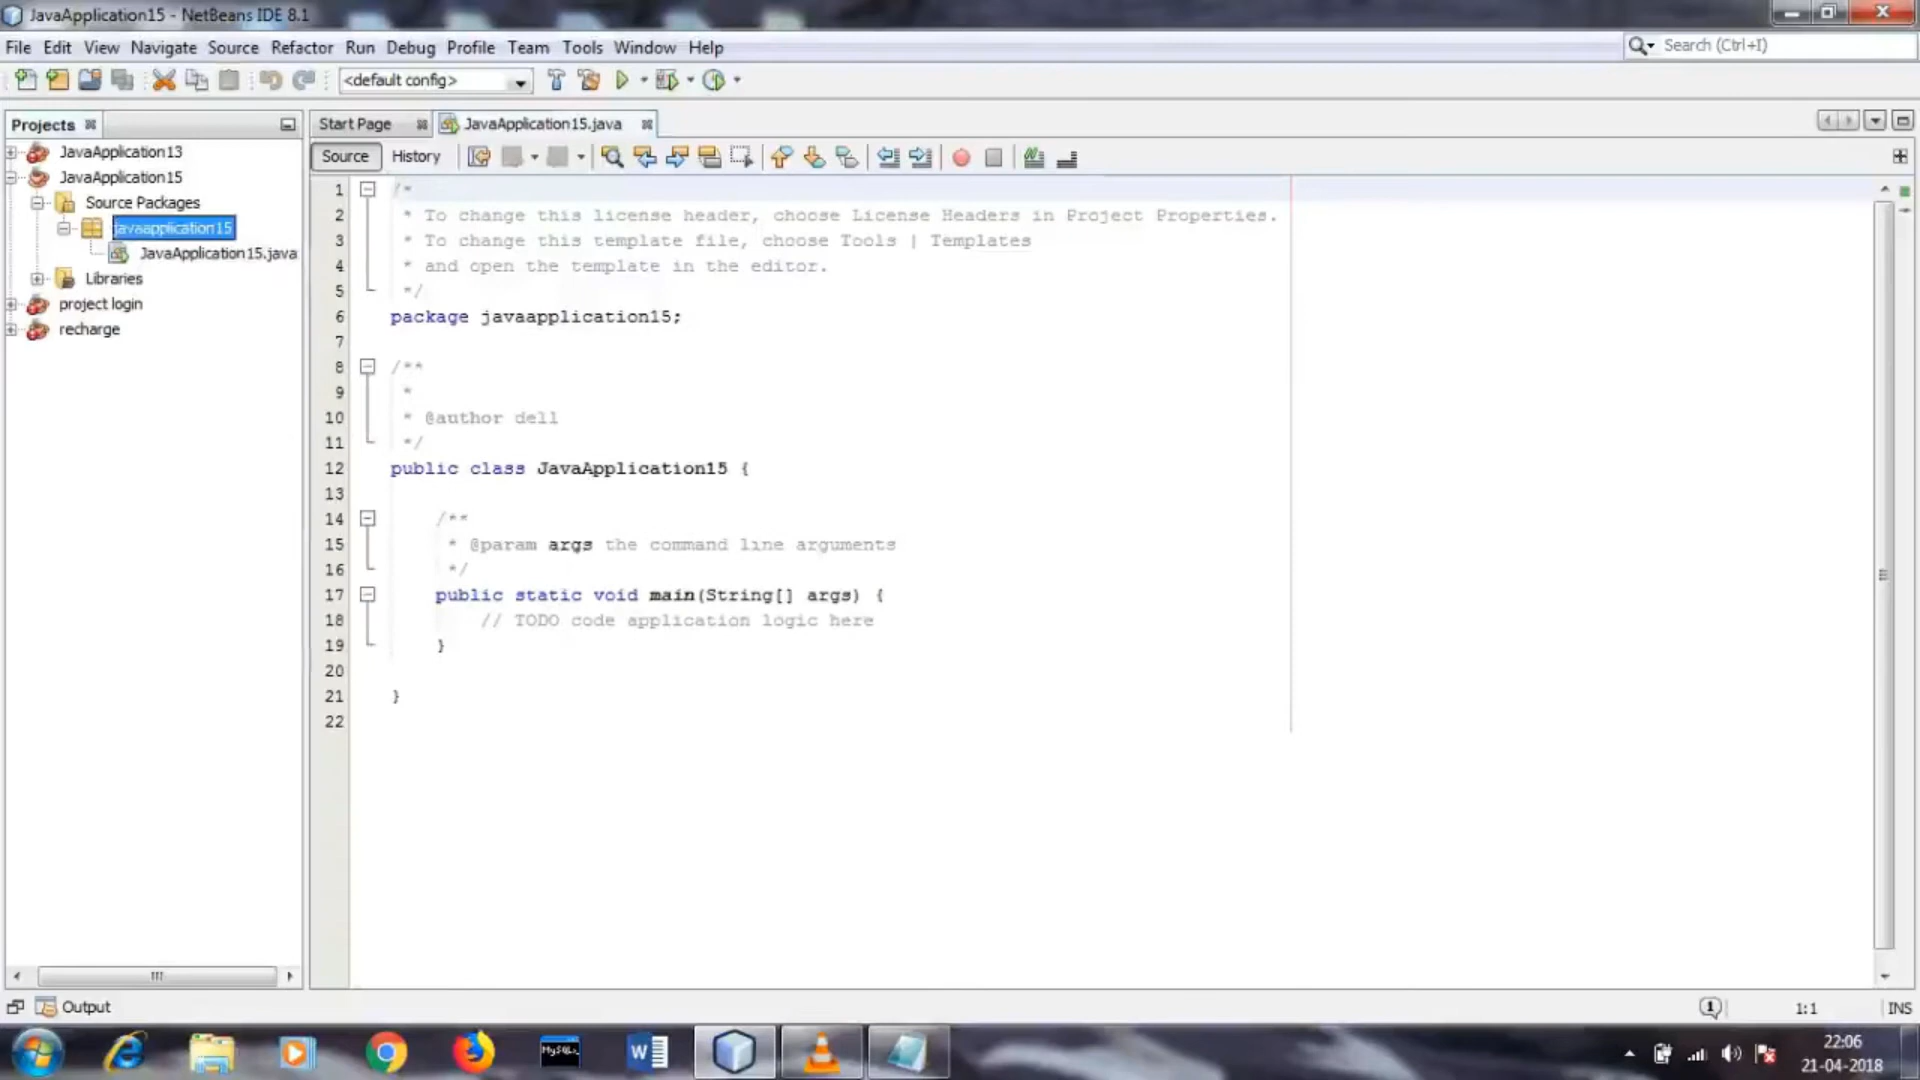 JavaApplication15 - NetBeans IDE 8.1
File Edit View Navigate Source Refactor Run Debug Profile Team Tools Window Help
Search (Ctrl+I)
<default config>
Projects
Start Page
JavaApplication15.java
Source History
JavaApplication13
JavaApplication15
Source Packages
javaapplication15
JavaApplication15.java
Libraries
project login
recharge
1 /*
2 * To change this license header, choose License Headers in Project Properties.
3 * To change this template file, choose Tools | Templates
4 * and open the template in the editor.
5 */
6 package javaapplication15;
7
8 /**
9 *
10 * @author dell
11 */
12 public class JavaApplication15 {
13
14 /**
15 * @param args the command line arguments
16 */
17 public static void main(String[] args) {
18 // TODO code application logic here
19 }
20
21 }
22
Output
1
1:1
INS
MySQL
W
22:06
21-04-2018